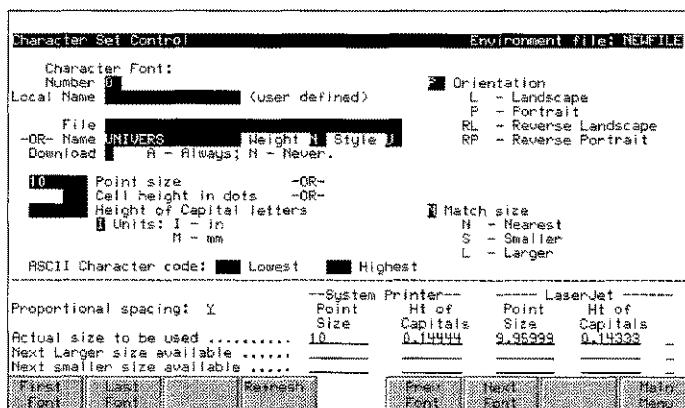 Character Set Control Environment file: NEWFILE
Character Font:
Number 0 P Orientation
Local Name (user defined) L - Landscape
P - Portrait
File RL - Reverse Landscape
-OR- Name UNIVERS Weight N Style U RP - Reverse Portrait
Download A - Always; N - Never.
10 Point size -OR-
Cell height in dots -OR-
Height of Capital letters N Match size
I Units: I - in N - Nearest
M - mm S - Smaller
L - Larger
ASCII Character code: Lowest Highest
--System Printer-- ----- LaserJet -----
Proportional spacing: Y Point Ht of Point Ht of
Size Capitals Size Capitals
Actual size to be used .......... 10 0.14444 9.95999 0.14333
Next Larger size available ......
Next smaller size available .....
First Last Refresh Prev Next Main
Font Font Font Font Menu